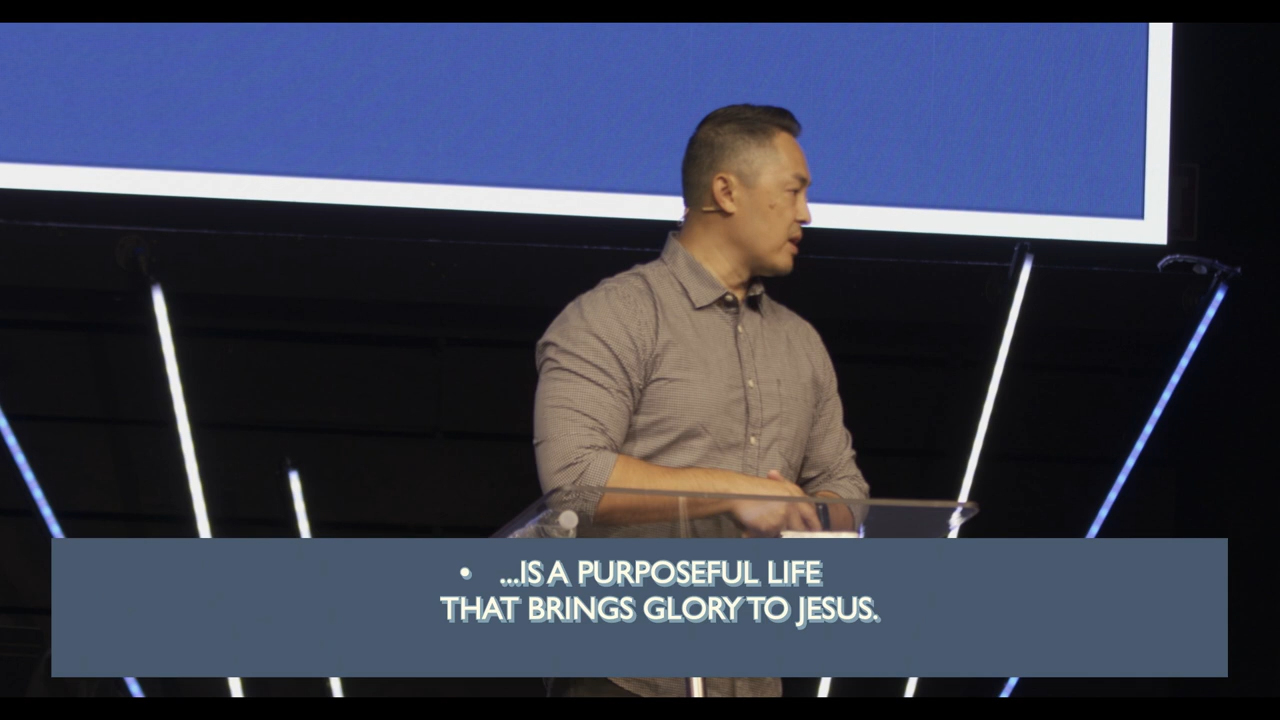 • ...IS A PURPOSEFUL LIFE
THAT BRINGS GLORY TO JESUS.